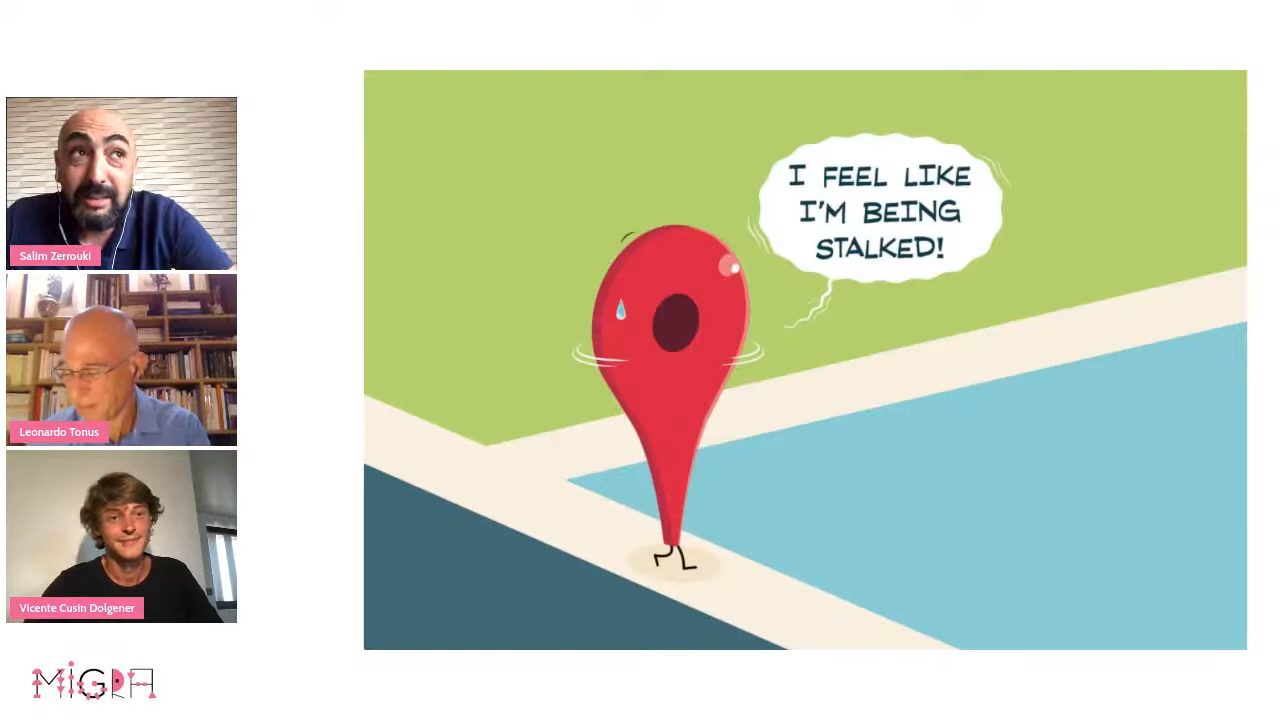 Salim Zerrouki
Leonardo Tonus
Vicente Cusin Dolgener
MIGRA
I FEEL LIKE
I'M BEING
STALKED!